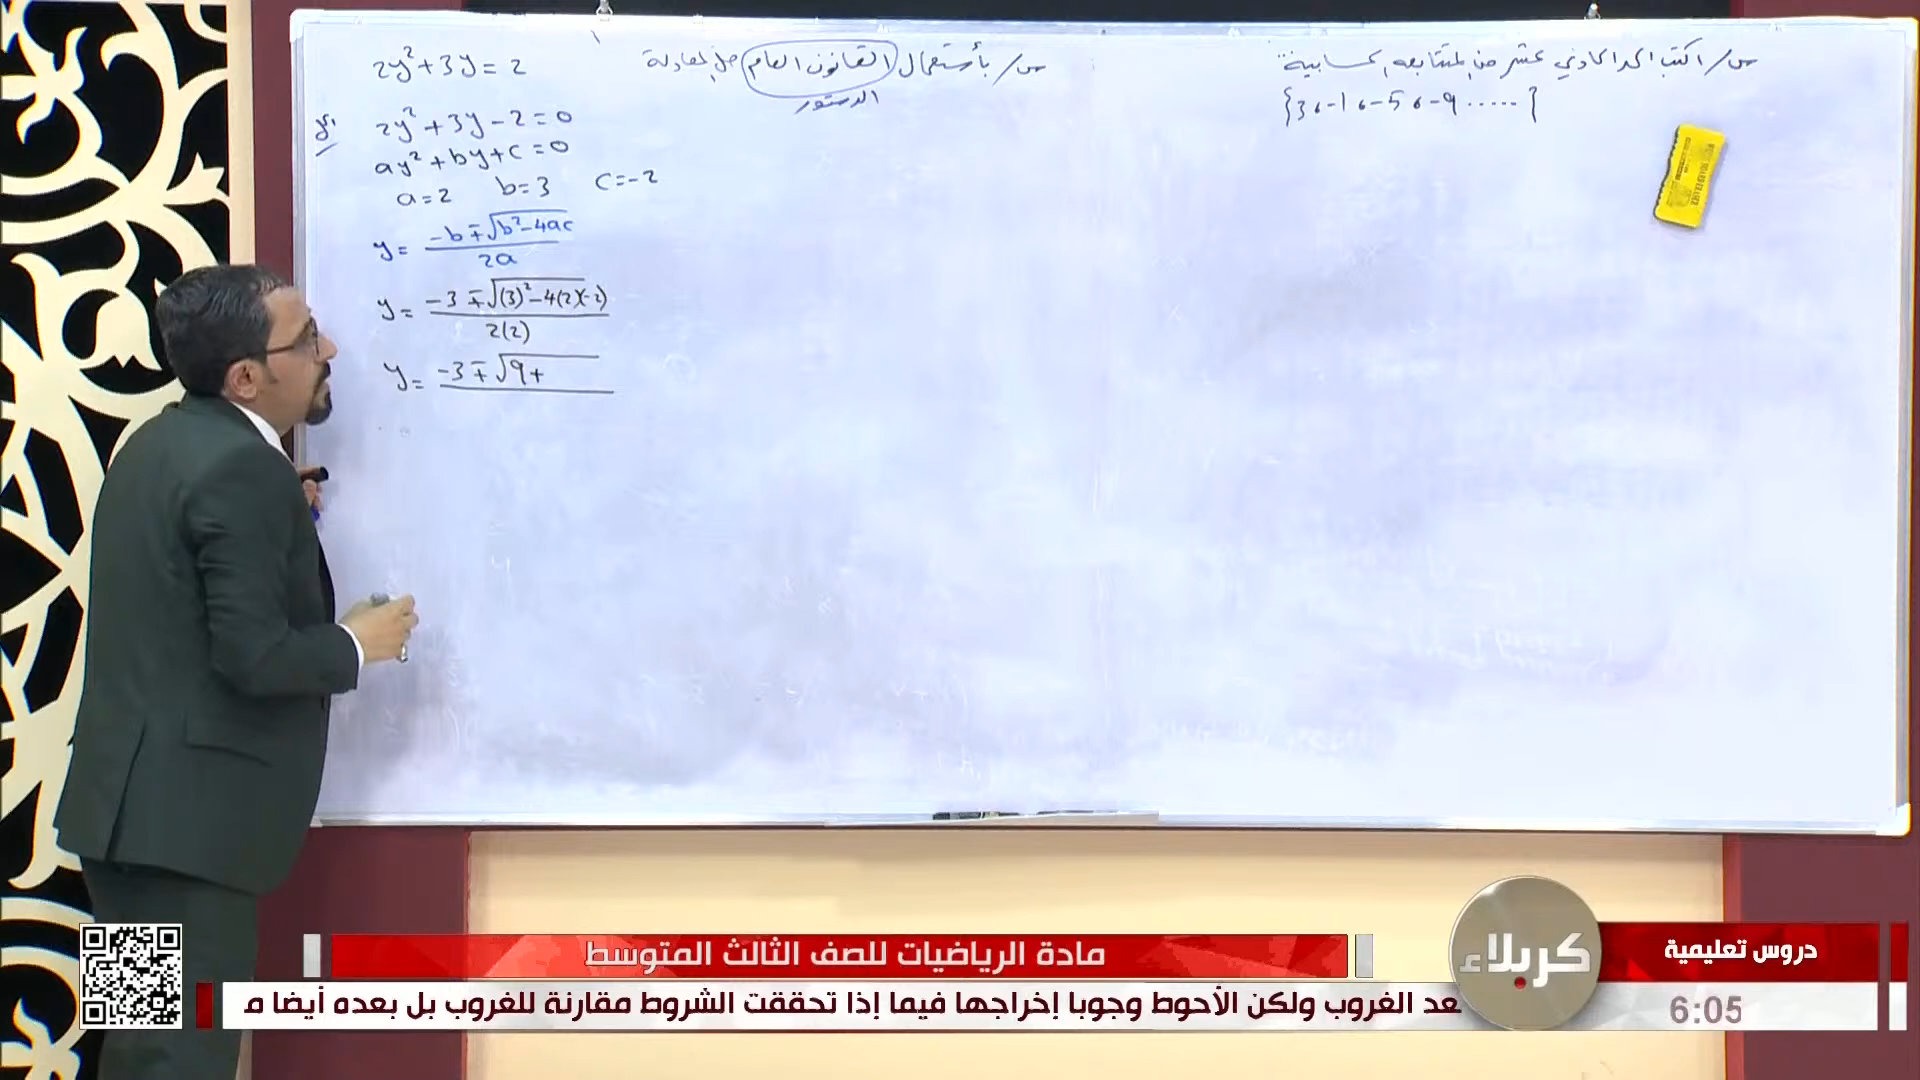 س/ اكتب الحد الحادي عشر من المتتابعة الحسابية
{3، -1، -5، -9 ......}
س/ بأستعمال القانون العام حل المعادلة
الدستور
2y² + 3y = 2
2y² + 3y - 2 = 0
ay² + by + c = 0
a = 2 b = 3 c = -2
y = (-b ∓ √(b² - 4ac)) / 2a
y = (-3 ∓ √((3)² - 4(2)(-2))) / 2(2)
y = -3 ∓ √9 +
مادة الرياضيات للصف الثالث المتوسط
كربلاء
دروس تعليمية
عد الغروب ولكن الأحوط وجوبا إخراجها فيما إذا تحققت الشروط مقارنة للغروب بل بعده أيضا م
6:05